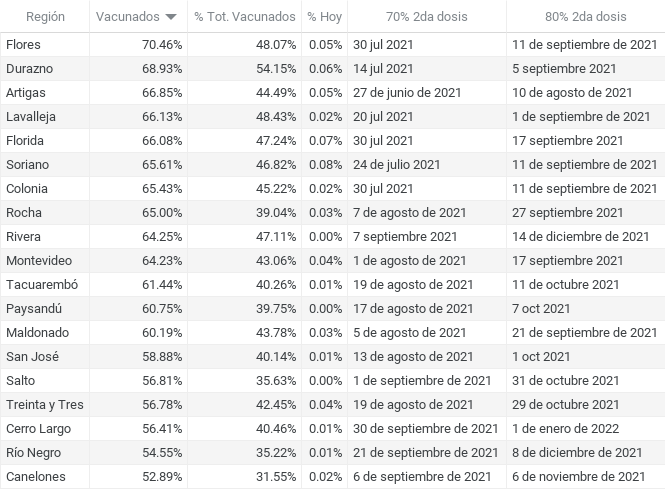 Región Vacunados % Tot. Vacunados % Hoy 70% 2da dosis 80% 2da dosis
Flores 70.46% 48.07% 0.05% 30 jul 2021 11 de septiembre de 2021
Durazno 68.93% 54.15% 0.06% 14 jul 2021 5 septiembre 2021
Artigas 66.85% 44.49% 0.05% 27 de junio de 2021 10 de agosto de 2021
Lavalleja 66.13% 48.43% 0.02% 20 jul 2021 1 de septiembre de 2021
Florida 66.08% 47.24% 0.07% 30 jul 2021 17 septiembre 2021
Soriano 65.61% 46.82% 0.08% 24 de julio 2021 11 de septiembre de 2021
Colonia 65.43% 45.22% 0.02% 30 jul 2021 11 de septiembre de 2021
Rocha 65.00% 39.04% 0.03% 7 de agosto de 2021 27 septiembre 2021
Rivera 64.25% 47.11% 0.00% 7 septiembre 2021 14 de diciembre de 2021
Montevideo 64.23% 43.06% 0.04% 1 de agosto de 2021 17 septiembre 2021
Tacuarembó 61.44% 40.26% 0.01% 19 de agosto de 2021 11 de octubre 2021
Paysandú 60.75% 39.75% 0.00% 17 de agosto de 2021 7 oct 2021
Maldonado 60.19% 43.78% 0.03% 5 de agosto de 2021 21 de septiembre de 2021
San José 58.88% 40.14% 0.01% 13 de agosto de 2021 1 oct 2021
Salto 56.81% 35.63% 0.00% 1 de septiembre de 2021 31 de octubre 2021
Treinta y Tres 56.78% 42.45% 0.04% 19 de agosto de 2021 29 de octubre 2021
Cerro Largo 56.41% 40.46% 0.01% 30 de septiembre de 2021 1 de enero de 2022
Río Negro 54.55% 35.22% 0.01% 21 de septiembre de 2021 8 de diciembre de 2021
Canelones 52.89% 31.55% 0.02% 6 de septiembre de 2021 6 de noviembre de 2021